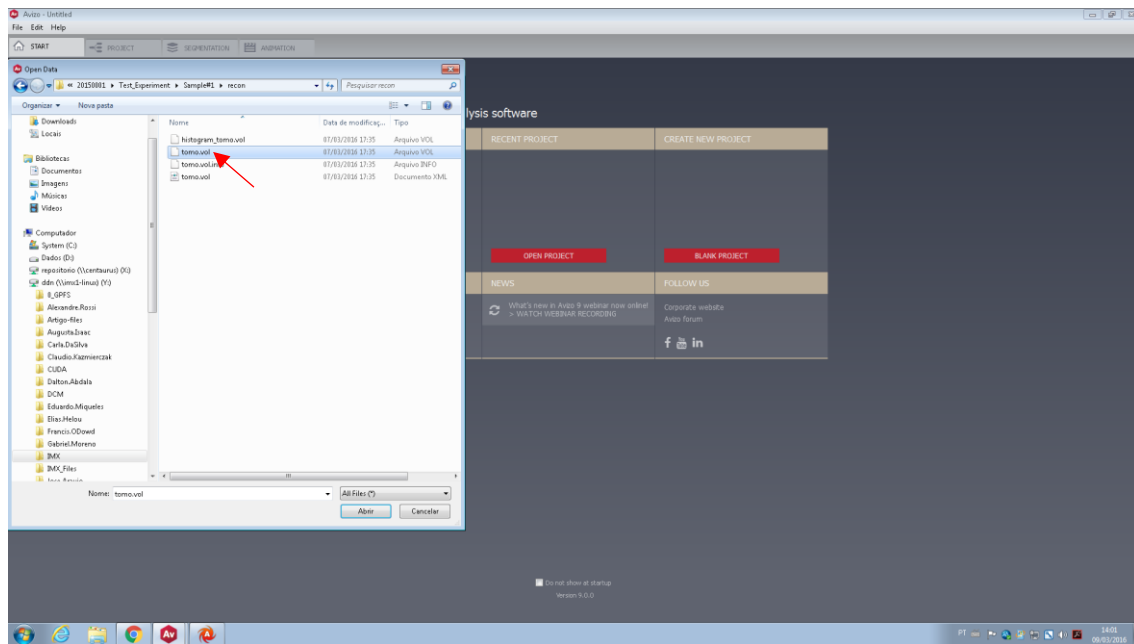 Avizo - Untitled
File Edit Help
START PROJECT SEGMENTATION ANIMATION
Open Data
« 20150801 ▸ Test_Experiment ▸ Sample#1 ▸ recon
Pesquisar recon
Organizar Nova pasta
Downloads
Locais
Bibliotecas
Documentos
Imagens
Músicas
Vídeos
Computador
System (C:)
Dados (D:)
repositorio (\\centaurus) (X:)
ddn (\\imx1-linux) (Y:)
0_GPFS
Alexandre.Rossi
Artigo-files
Augusta.Isaac
Carla.DaSilva
Claudio.Kazmierczak
CUDA
Dalton.Abdala
DCM
Eduardo.Miqueles
Elias.Helou
Francis.ODowd
Gabriel.Moreno
IMX
IMX_Files
Nome Data de modificaç... Tipo
histogram_tomo.vol 07/03/2016 17:35 Arquivo VOL
tomo.vol 07/03/2016 17:35 Arquivo VOL
tomo.vol.in 07/03/2016 17:35 Arquivo INFO
tomo.vol 07/03/2016 17:35 Documento XML
Nome: tomo.vol All Files (*)
Abrir Cancelar
lysis software
RECENT PROJECT CREATE NEW PROJECT
OPEN PROJECT BLANK PROJECT
NEWS FOLLOW US
What's new in Avizo 9 webinar now online!
> WATCH WEBINAR RECORDING
Corporate website
Avizo forum
Do not show at startup
Version 9.0.0
PT 14:01
09/03/2016